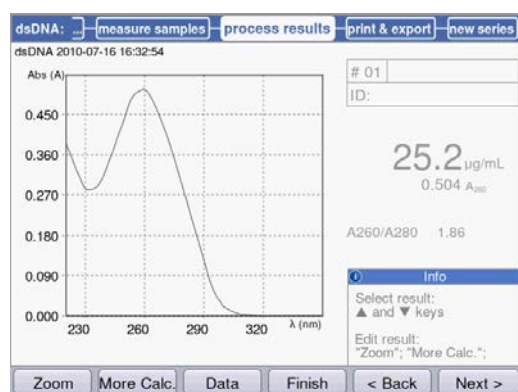 dsDNA: ...
measure samples
process results
print & export
new series
dsDNA 2010-07-16 16:32:54
Abs (A)
0.450
0.360
0.270
0.180
0.090
0.000
230 260 290 320 λ (nm)
# 01
ID:
25.2 µg/mL
0.504 A260
A260/A280 1.86
Info
Select result:
▲ and ▼ keys
Edit result:
"Zoom"; "More Calc.";
Zoom More Calc. Data Finish < Back Next >